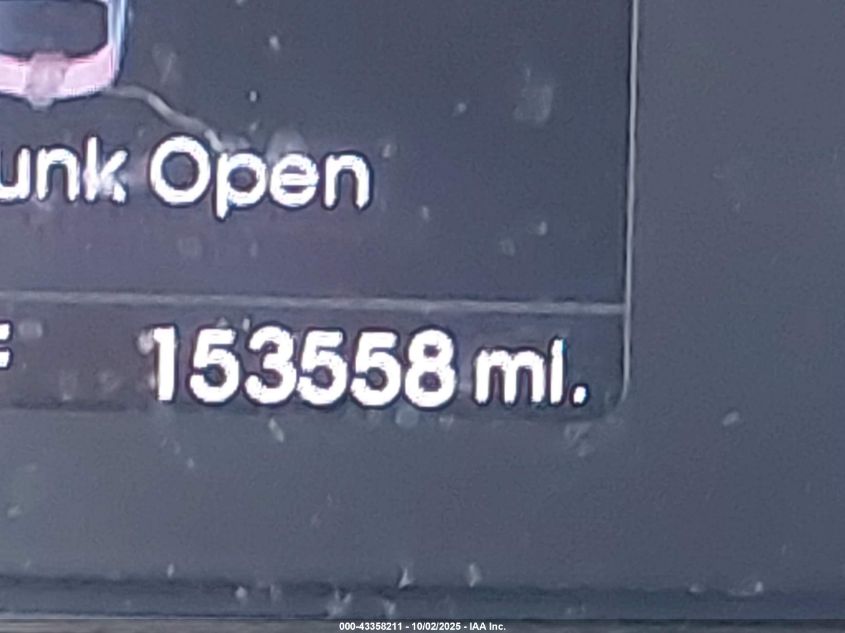 unk Open
F 153558 mi.
000-43358211 - 10/02/2025 - IAA Inc.